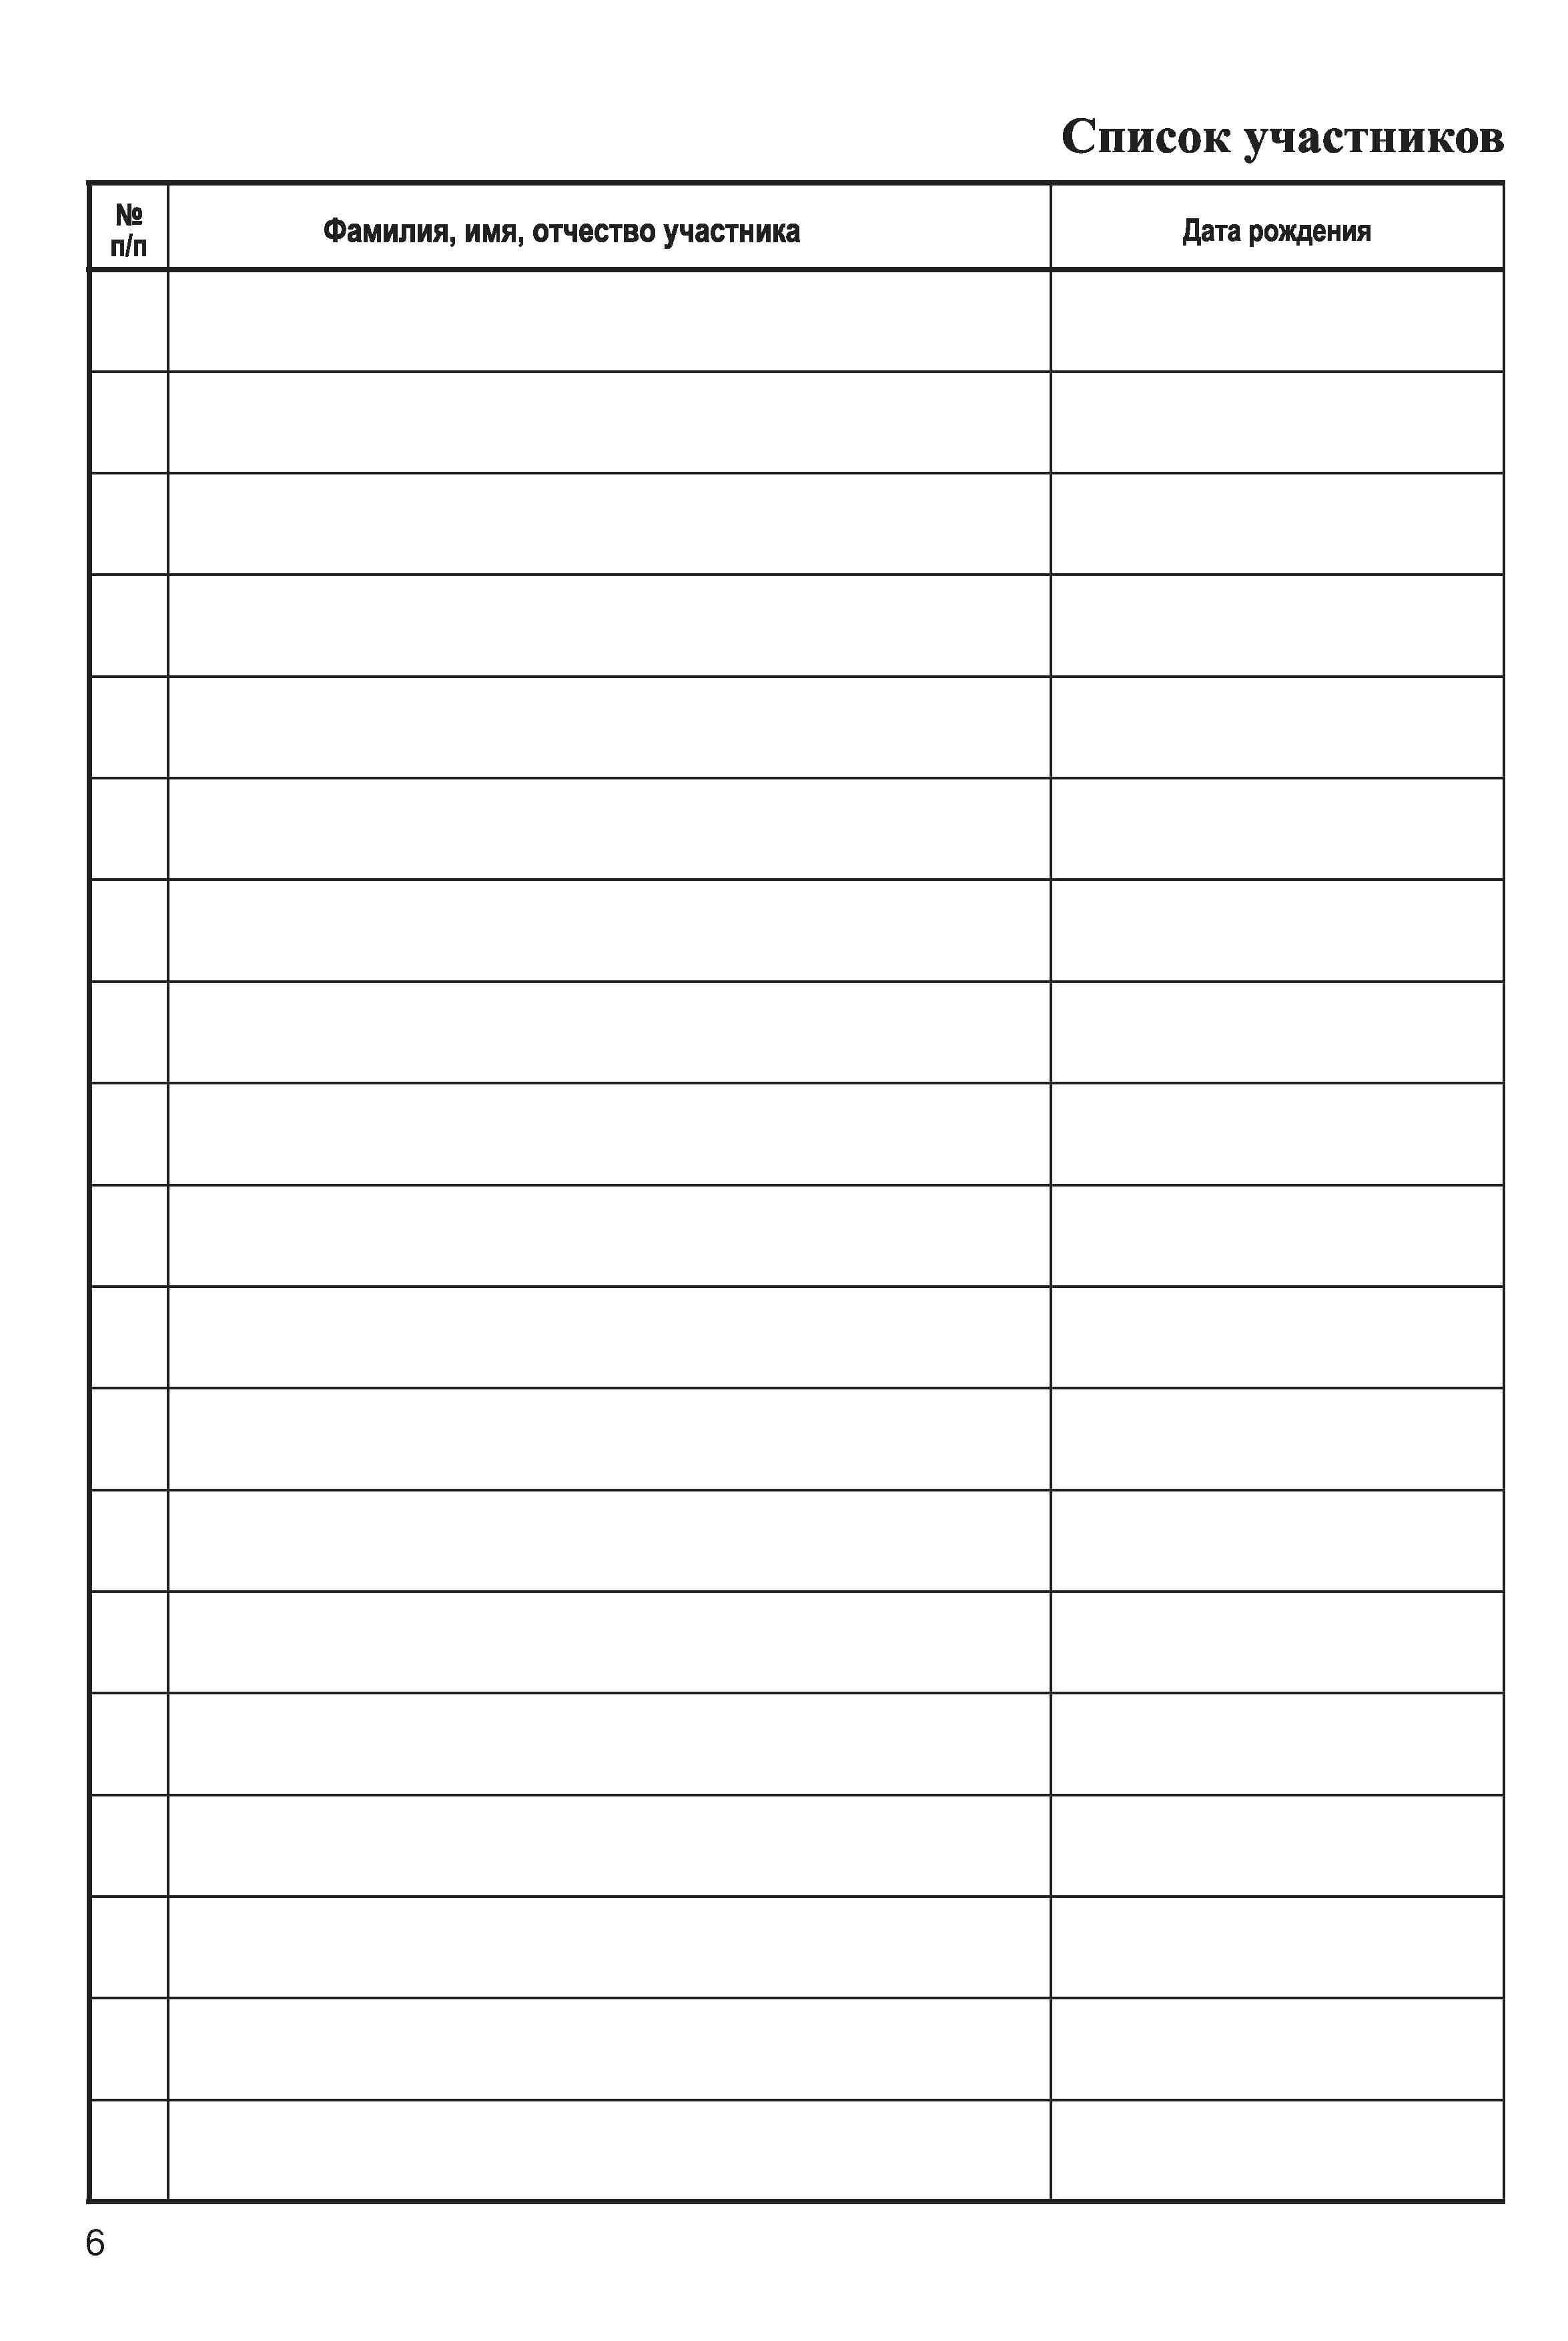 Список участников
№
п/п
Фамилия, имя, отчество участника
Дата рождения
6